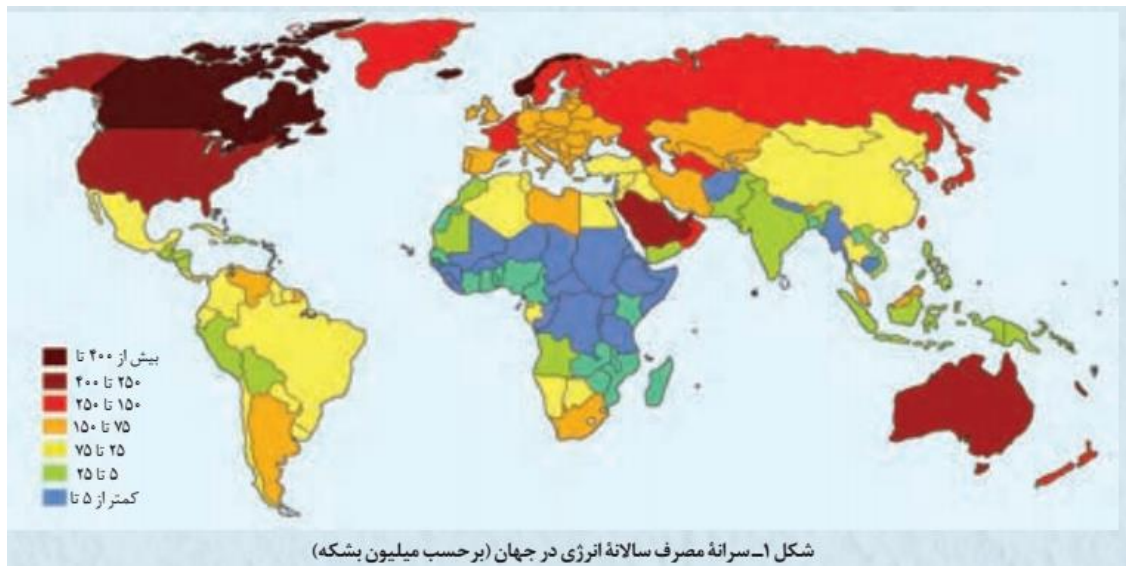 بیش از ۴۰۰ تا
۲۵۰ تا ۴۰۰
۱۵۰ تا ۲۵۰
۷۵ تا ۱۵۰
۲۵ تا ۷۵
۵ تا ۲۵
کمتر از ۵ تا
شکل ۱ـ سرانهٔ مصرف سالانهٔ انرژی در جهان (برحسب میلیون بشکه)